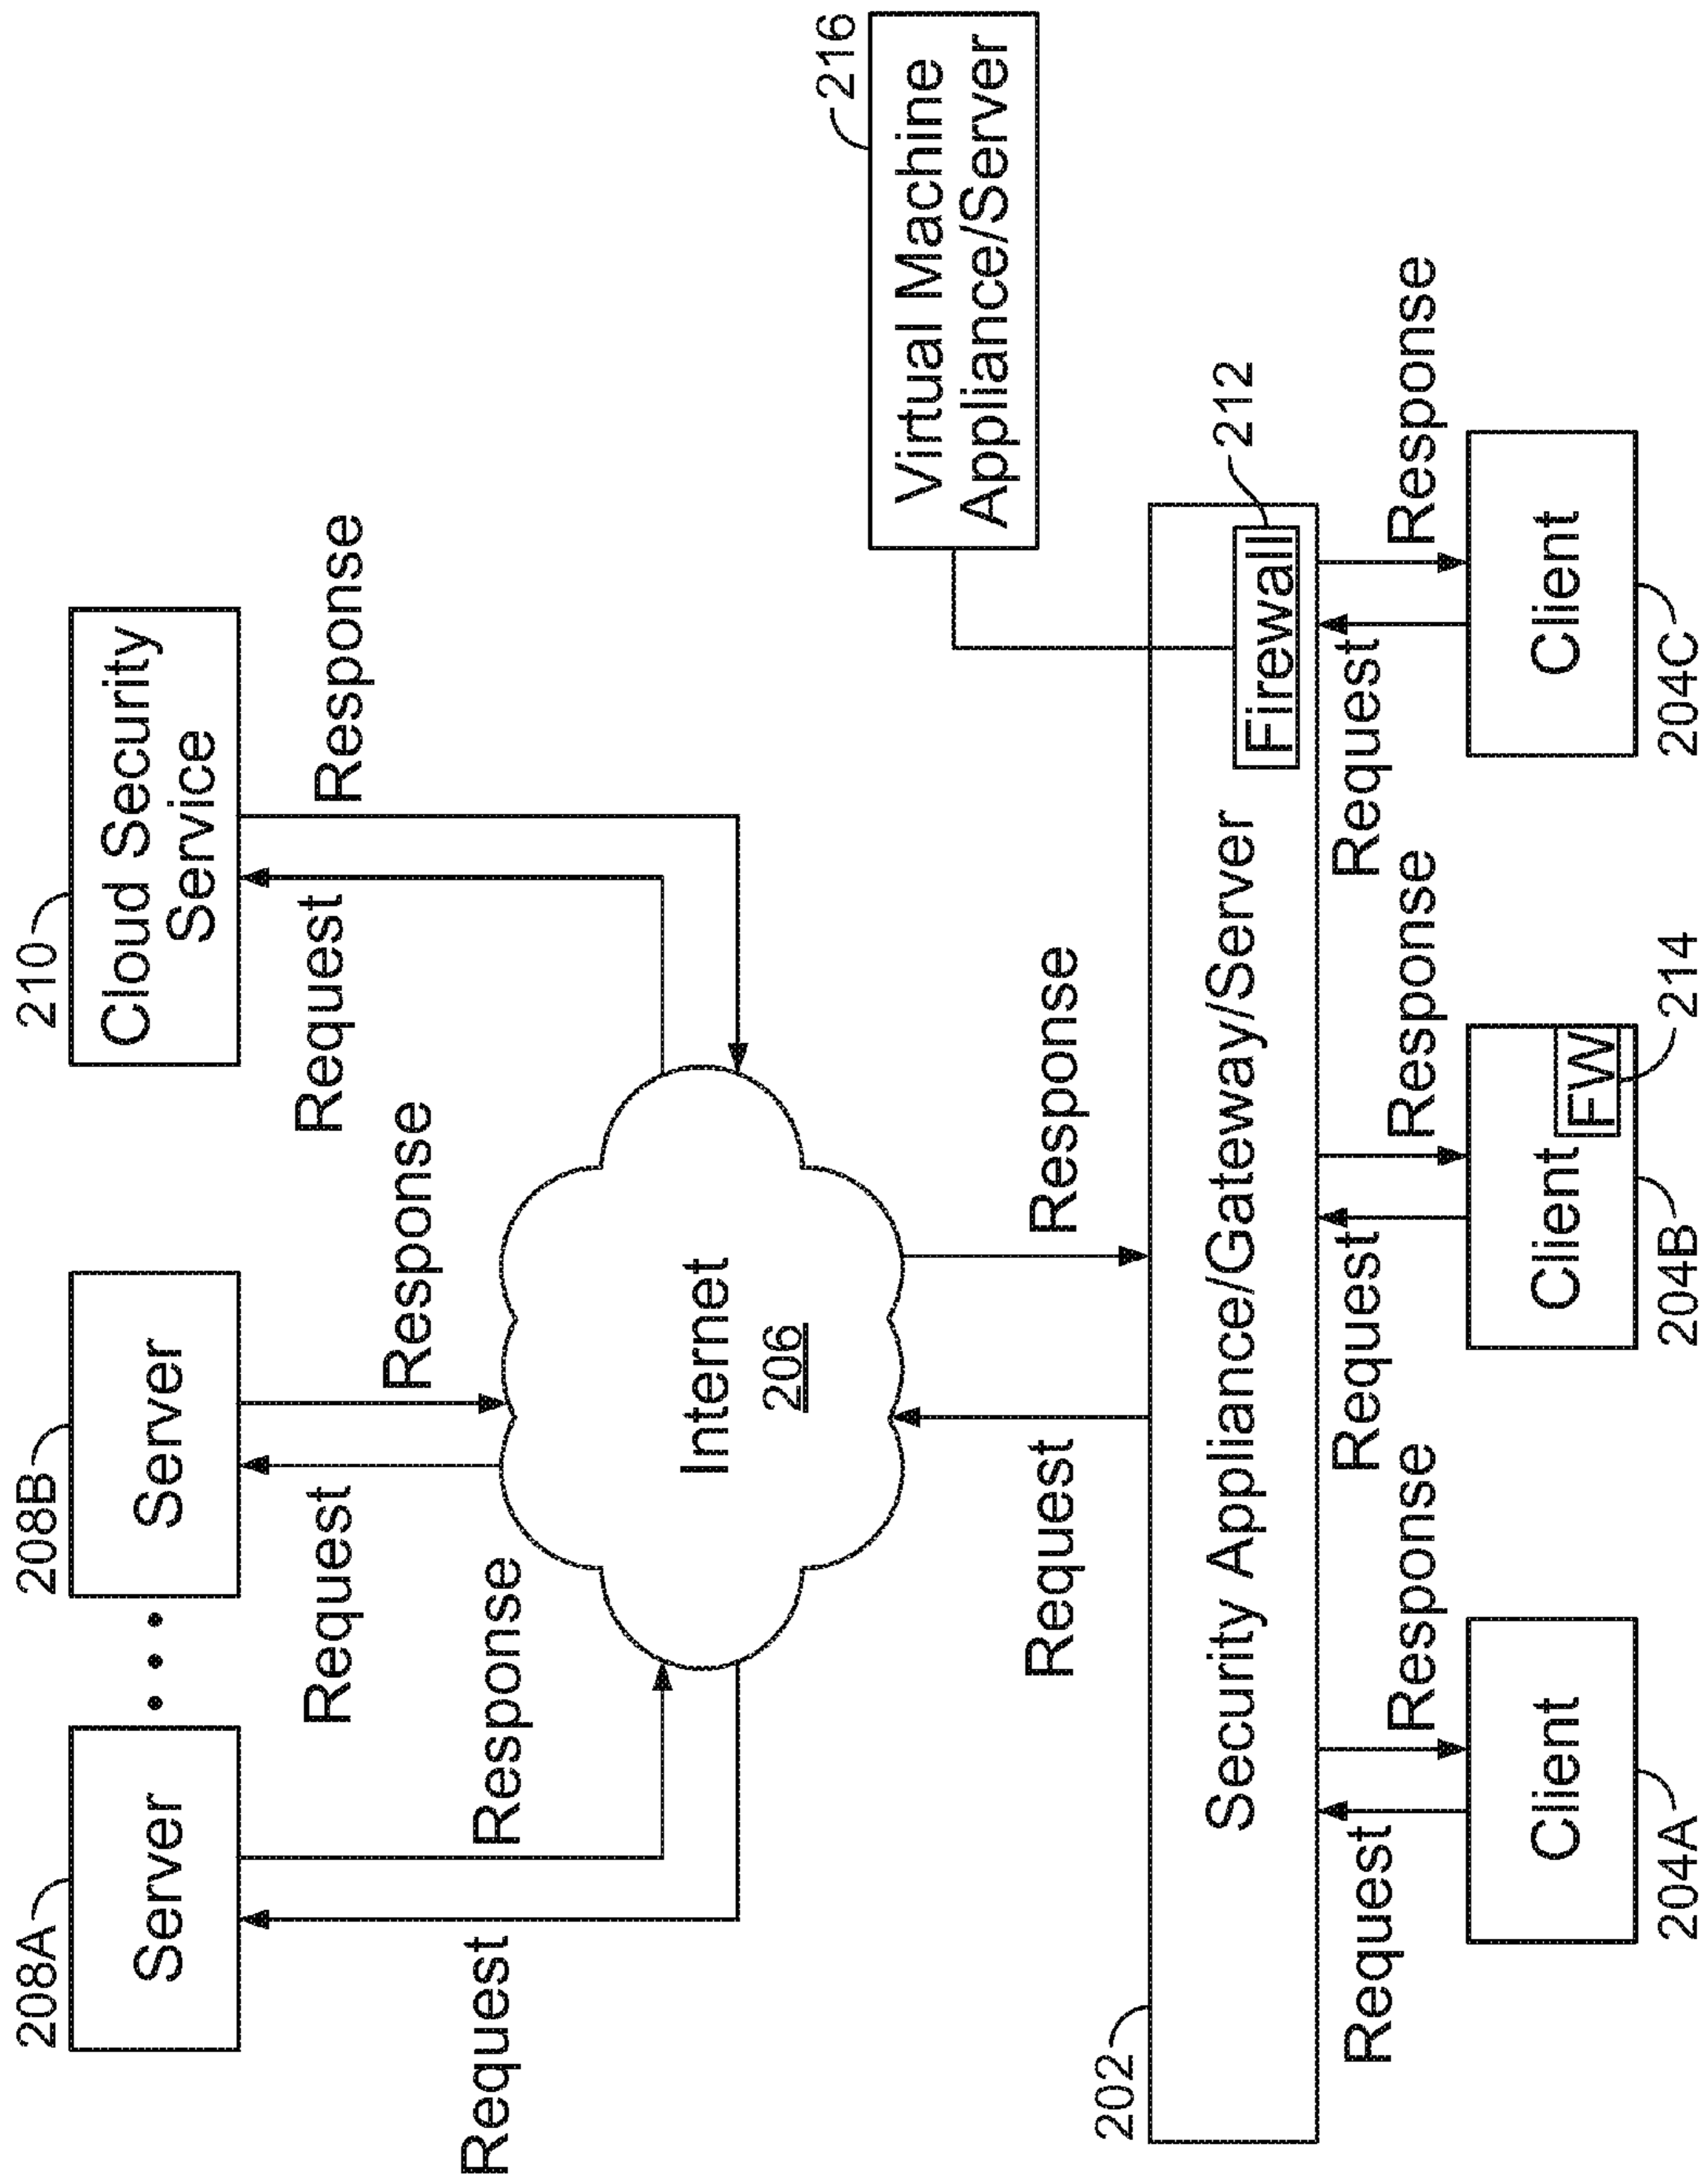 208A
208B
210
Server
Server
Cloud Security
Service
Request
Response
Request
Response
Request
Response
Internet
206
216
Virtual Machine
Appliance/Server
Request
Response
202
Security Appliance/Gateway/Server
Firewall
212
Request
Response
Request
Response
Request
Response
Client
Client
FW
Client
204A
204B
214
204C